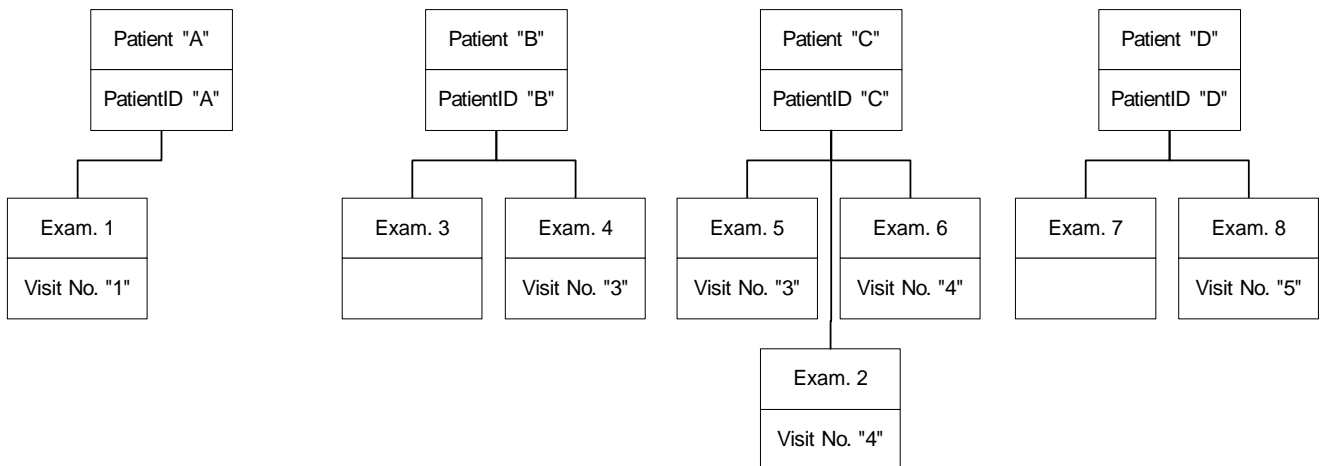 Patient "A"
PatientID "A"
Patient "B"
PatientID "B"
Patient "C"
PatientID "C"
Patient "D"
PatientID "D"
Exam. 1
Visit No. "1"
Exam. 3
Exam. 4
Visit No. "3"
Exam. 5
Visit No. "3"
Exam. 6
Visit No. "4"
Exam. 7
Exam. 8
Visit No. "5"
Exam. 2
Visit No. "4"